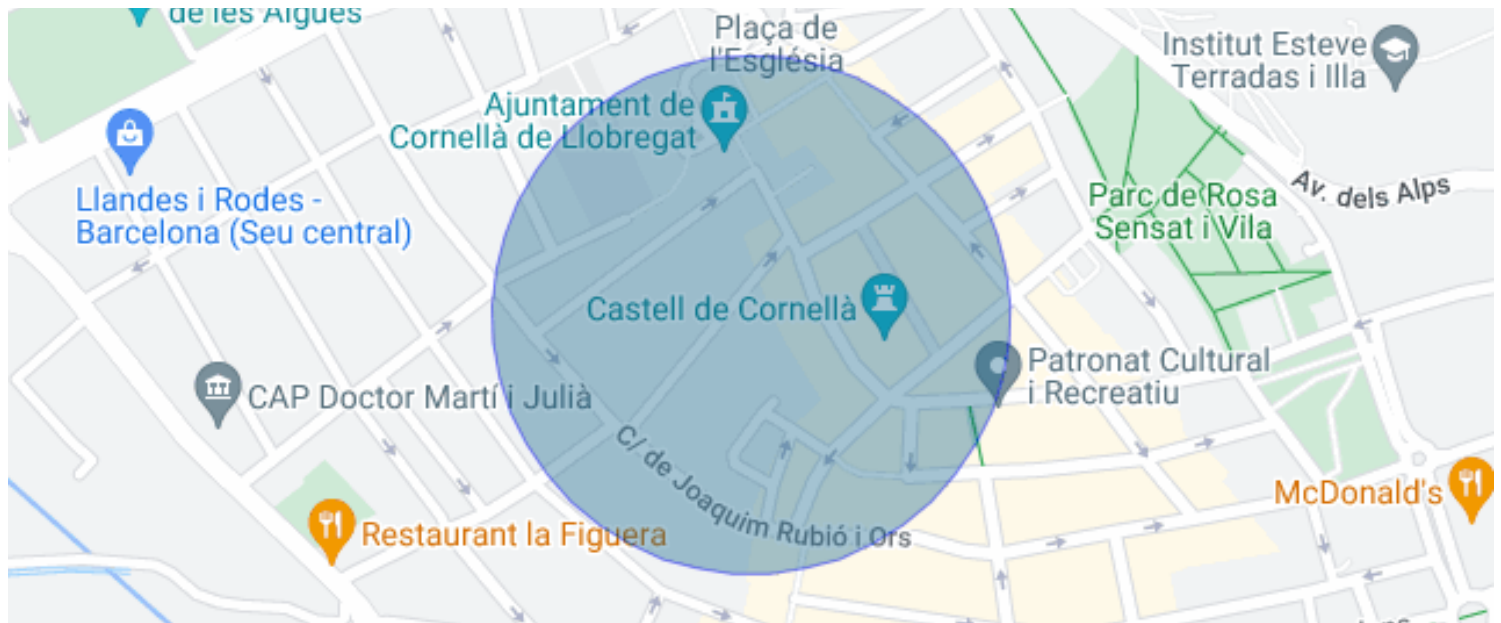 de les Aigües
Plaça de
l'Església
Institut Esteve
Terradas i Illa
Ajuntament de
Cornellà de Llobregat
Llandes i Rodes -
Barcelona (Seu central)
Av. dels Alps
Parc de Rosa
Sensat i Vila
Castell de Cornellà
Patronat Cultural
i Recreatiu
CAP Doctor Martí i Julià
C/ de Joaquim Rubió i Ors
McDonald's
Restaurant la Figuera